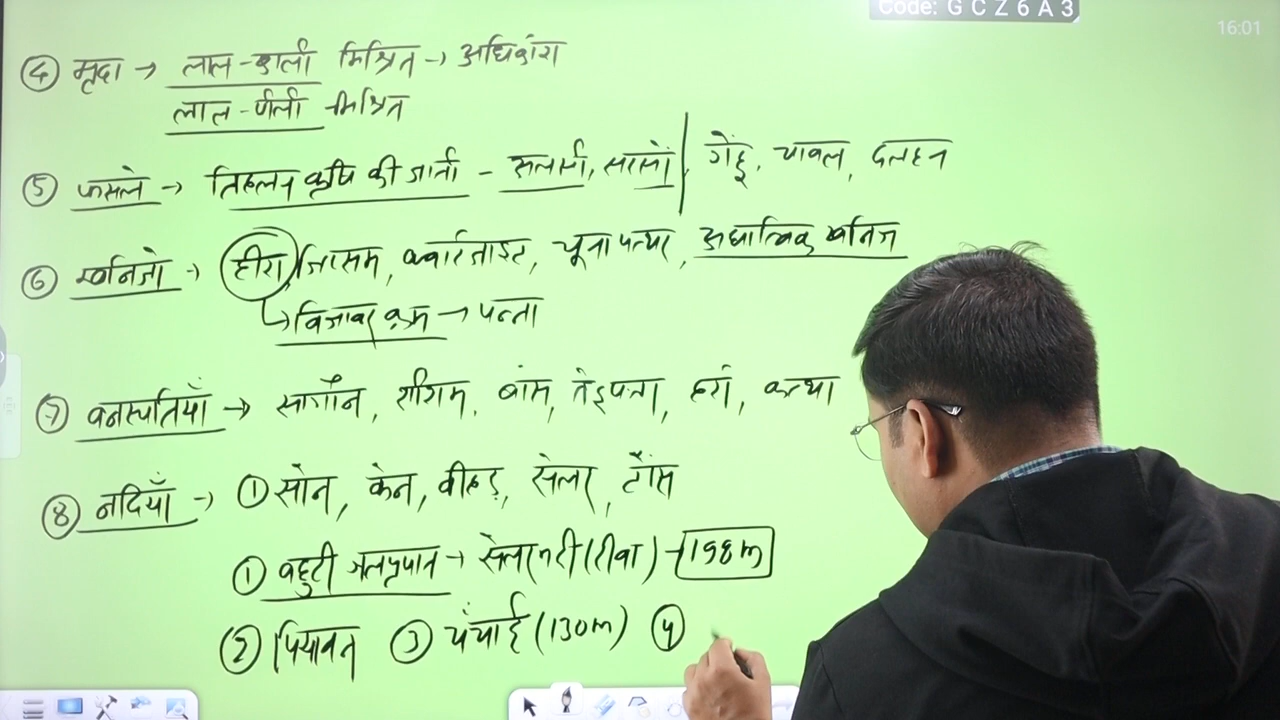 Code: G C Z 6 A 3
16:01
④ मृदा → लाल-काली मिश्रित → अधिकांश
लाल-पीली मिश्रित
⑤ फसले → तिहलन कृषि की जाती - अलसी, सरसों | गेंहू, चावल, दलहन
⑥ खनिजो → हीरा, जिप्सम, क्वार्टजाइट, चूना पत्थर, अधात्विक खनिज
↳ बिजावर क्रम → पन्ना
⑦ वनस्पतियाँ → सागौन, शीशम, बांस, तेंदूपत्ता, हर्रा, कत्था
⑧ नदियाँ → ① सोन, केन, बीहड़, सेलर, टौंस
① बहुटी जलप्रपात → सेलर नदी (रीवा) → 198m
② पियावन ③ चंचाई (130m) ④